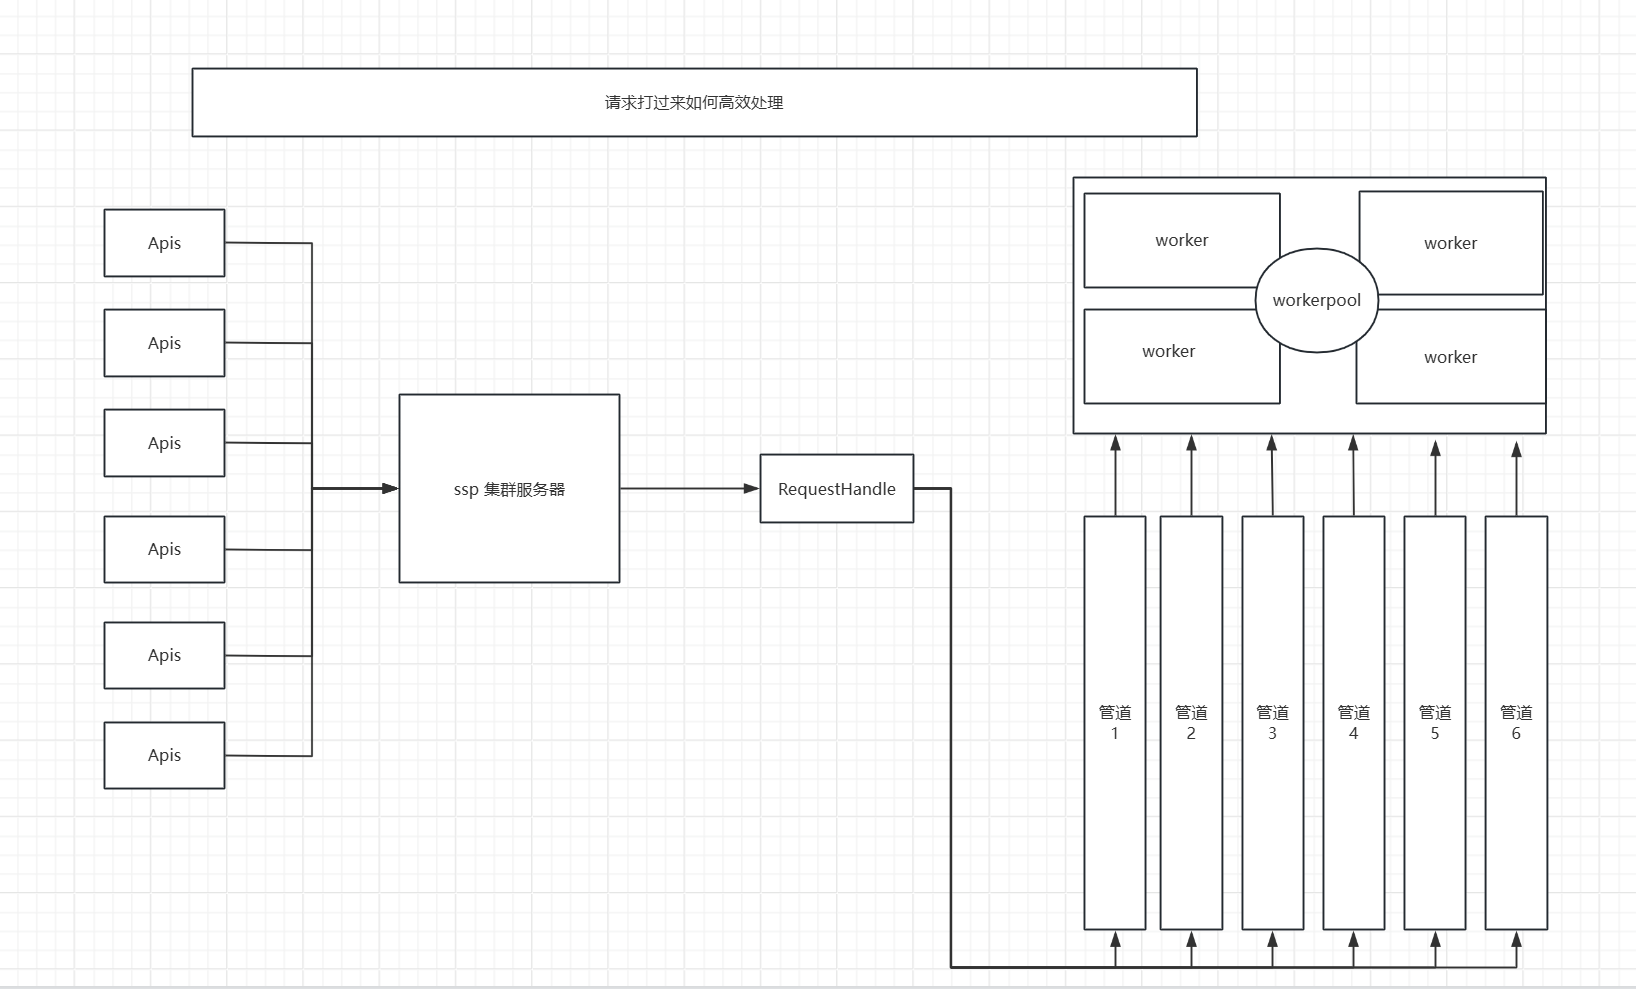 请求打过来如何高效处理
Apis
Apis
Apis
Apis
Apis
Apis
ssp 集群服务器
RequestHandle
worker
worker
workerpool
worker
worker
管道
1
管道
2
管道
3
管道
4
管道
5
管道
6